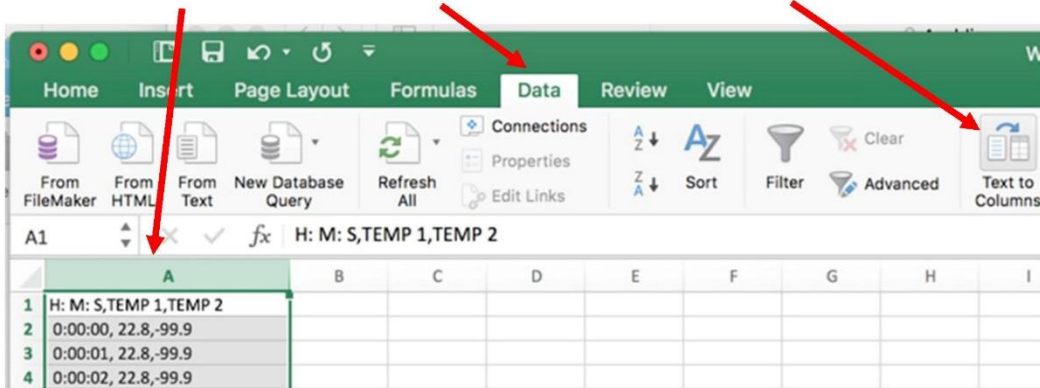 W
Home Insert Page Layout Formulas Data Review View
From FileMaker
From HTML
From Text
New Database Query
Refresh All
Connections
Properties
Edit Links
A Z
Z A
AZ
Sort
Filter
Clear
Advanced
Text to Columns
A1 fx H: M: S,TEMP 1,TEMP 2
A B C D E F G H I
1 H: M: S,TEMP 1,TEMP 2
2 0:00:00, 22.8,-99.9
3 0:00:01, 22.8,-99.9
4 0:00:02, 22.8,-99.9